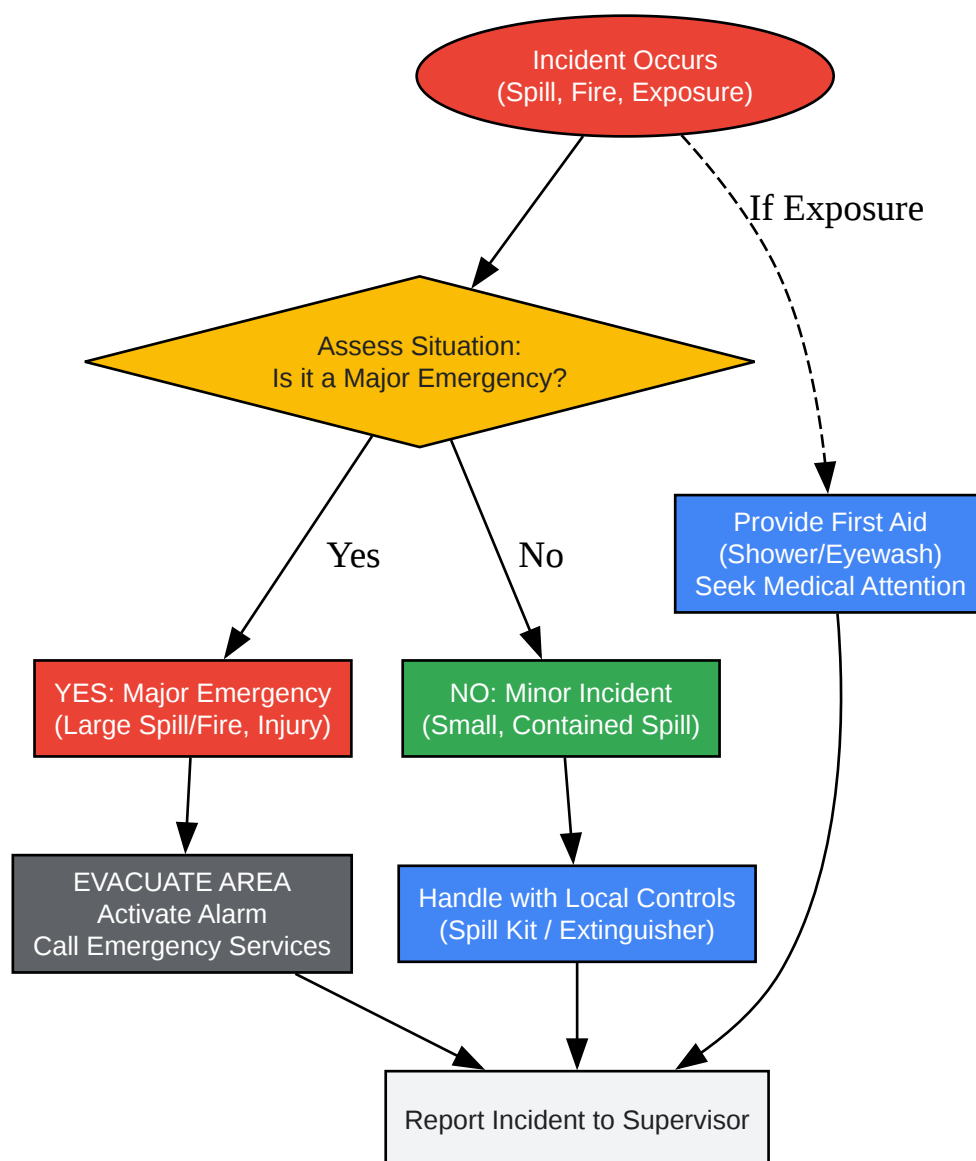 Incident Occurs
(Spill, Fire, Exposure)
If Exposure
Assess Situation:
Is it a Major Emergency?
Provide First Aid
(Shower/Eyewash)
Seek Medical Attention
Yes
No
YES: Major Emergency
(Large Spill/Fire, Injury)
NO: Minor Incident
(Small, Contained Spill)
EVACUATE AREA
Activate Alarm
Call Emergency Services
Handle with Local Controls
(Spill Kit / Extinguisher)
Report Incident to Supervisor